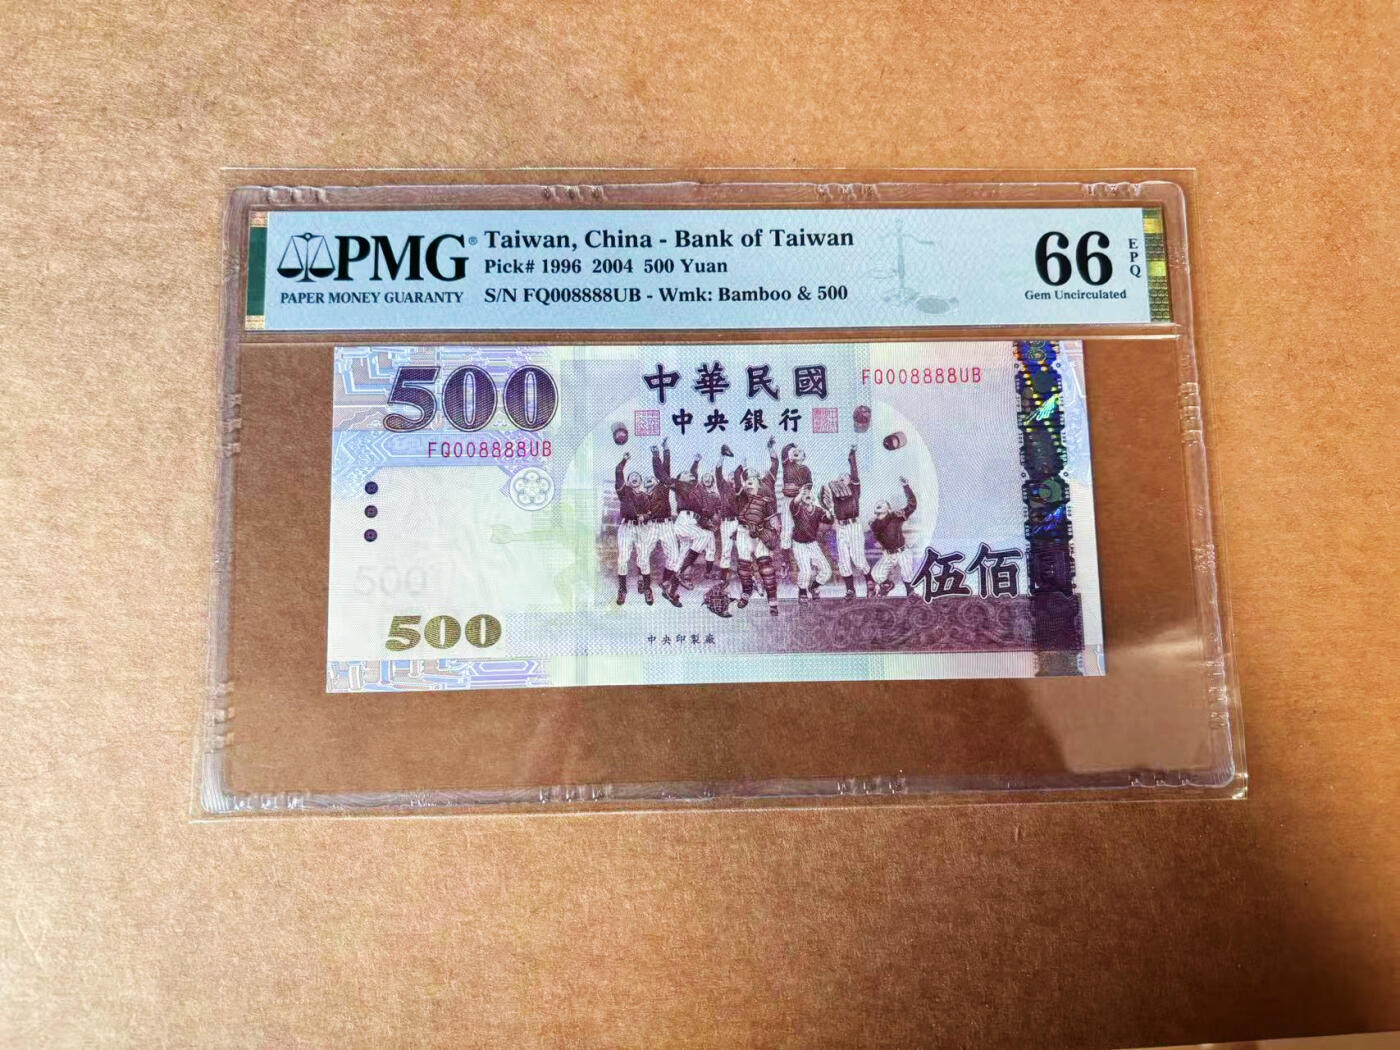 PMG®
PAPER MONEY GUARANTY
Taiwan, China - Bank of Taiwan
Pick# 1996 2004 500 Yuan
S/N FQ008888UB - Wmk: Bamboo & 500
66
EPQ
Gem Uncirculated
500
中華民國
FQ008888UB
中央銀行
FQ008888UB
500
伍佰
500
中央印製廠